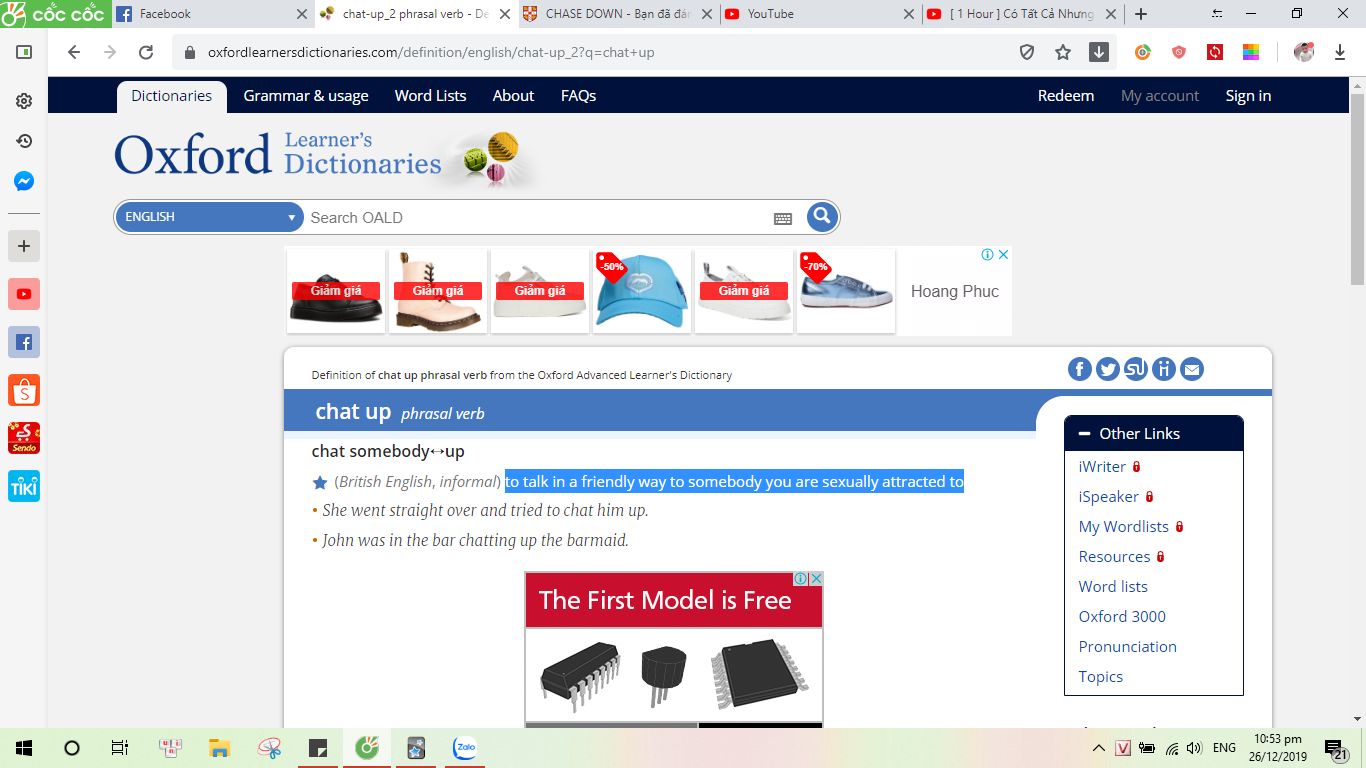 CỐC CỐC
Facebook
chat-up_2 phrasal verb - De
CHASE DOWN - Bạn đã đán
YouTube
[ 1 Hour ] Có Tất Cả Nhưng
oxfordlearnersdictionaries.com/definition/english/chat-up_2?q=chat+up
Dictionaries
Grammar & usage
Word Lists
About
FAQs
Redeem
My account
Sign in
Oxford
Learner's
Dictionaries
ENGLISH
Search OALD
Giảm giá
Giảm giá
Giảm giá
-50%
Giảm giá
-70%
Hoang Phuc
Definition of chat up phrasal verb from the Oxford Advanced Learner's Dictionary
chat up phrasal verb
chat somebody↔up
(British English, informal) to talk in a friendly way to somebody you are sexually attracted to
• She went straight over and tried to chat him up.
• John was in the bar chatting up the barmaid.
Other Links
iWriter
iSpeaker
My Wordlists
Resources
Word lists
Oxford 3000
Pronunciation
Topics
The First Model is Free
Sendo
TIKI
Zalo
V
ENG
10:53 pm
26/12/2019
21